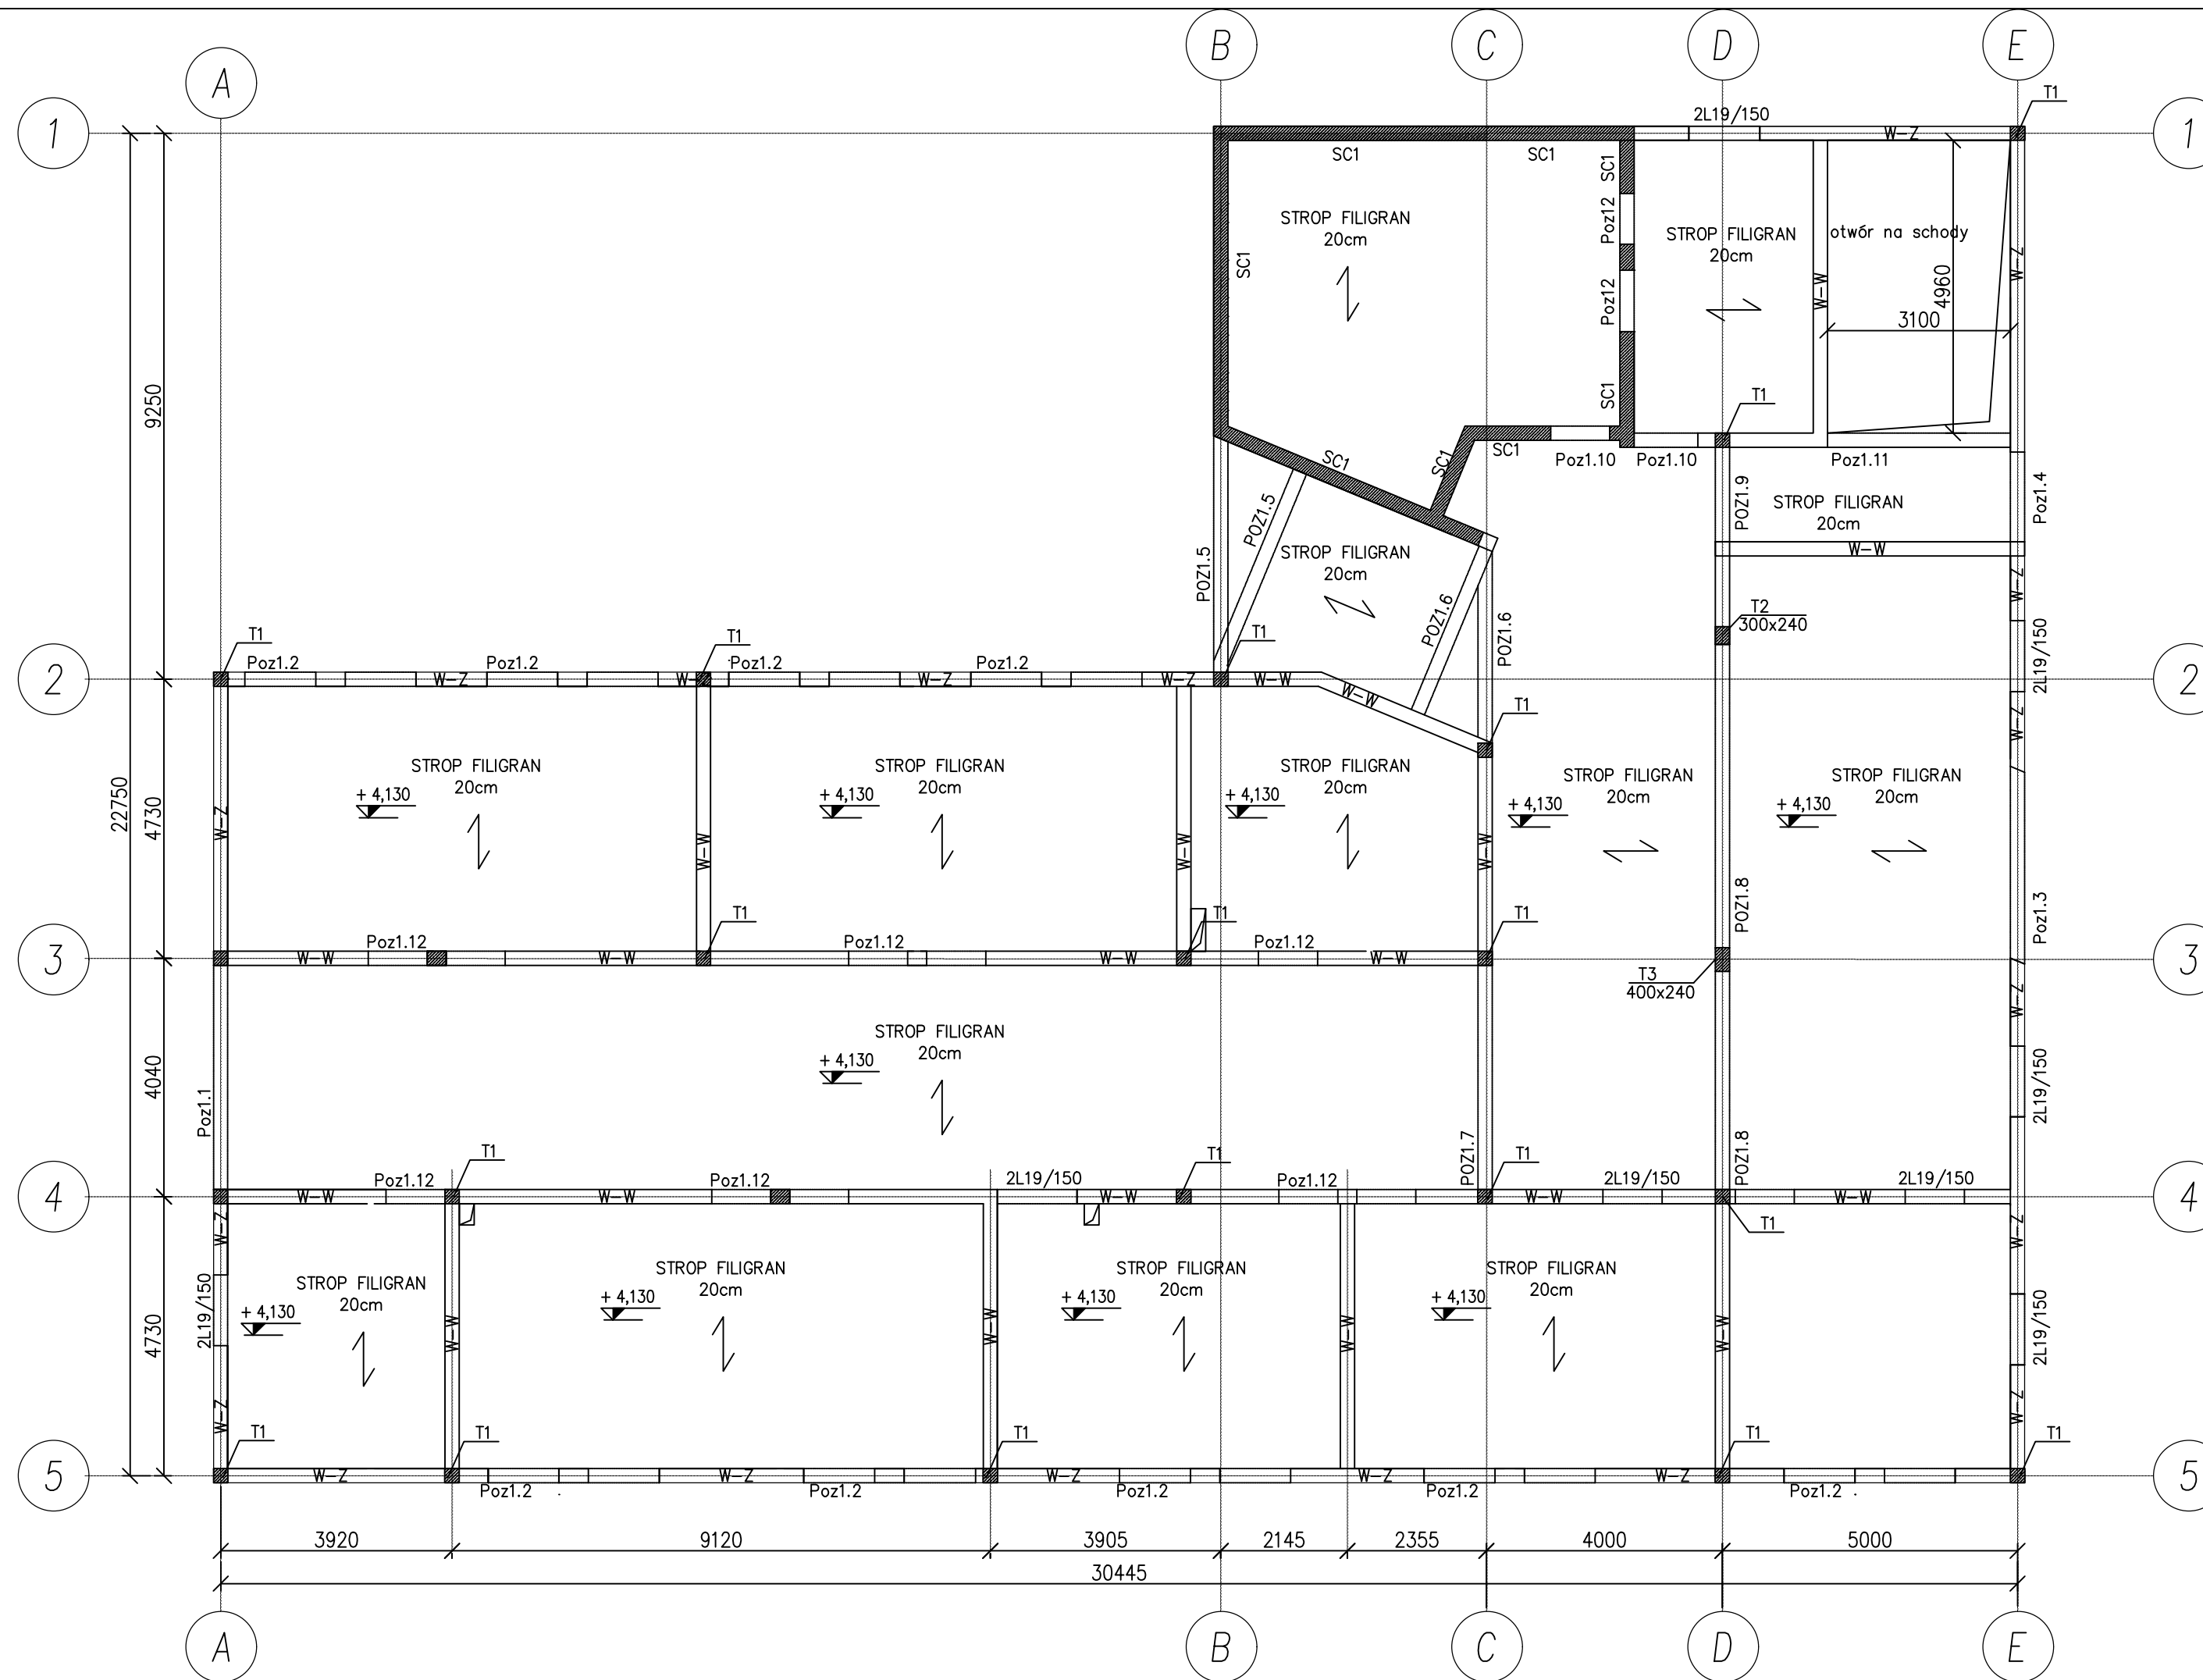 B
C
D
E
A
1
1
2L19/150
T1
W-Z
SC1
SC1
SC1
STROP FILIGRAN
20cm
Poz12
STROP FILIGRAN
20cm
otwór na schody
W-Z
SC1
Poz12
W-W
4960
3100
9250
SC1
T1
SC1
SC1
SC1
Poz1.10
Poz1.10
Poz1.11
POZ1.9
STROP FILIGRAN
20cm
Poz1.4
POZ1.5
POZ1.5
STROP FILIGRAN
20cm
W-W
W-Z
POZ1.6
POZ1.6
T2
300x240
2L19/150
T1
T1
T1
Poz1.2
Poz1.2
Poz1.2
Poz1.2
2
W-Z
W-Z
W-Z
W-Z
W-W
W-W
2
T1
W-Z
22750
4730
STROP FILIGRAN
20cm
+ 4,130
STROP FILIGRAN
20cm
+ 4,130
STROP FILIGRAN
20cm
+ 4,130
STROP FILIGRAN
20cm
+ 4,130
STROP FILIGRAN
20cm
+ 4,130
W-Z
W-W
W-W
W-W
POZ1.8
Poz1.3
T1
T1
T1
Poz1.12
Poz1.12
Poz1.12
3
W-W
W-W
W-W
W-W
3
T3
400x240
W-Z
4040
STROP FILIGRAN
20cm
+ 4,130
2L19/150
Poz1.1
POZ1.7
POZ1.8
T1
T1
T1
Poz1.12
Poz1.12
2L19/150
Poz1.12
2L19/150
2L19/150
4
W-W
W-W
W-W
W-W
W-W
4
T1
W-Z
W-Z
4730
2L19/150
STROP FILIGRAN
20cm
+ 4,130
STROP FILIGRAN
20cm
+ 4,130
STROP FILIGRAN
20cm
+ 4,130
STROP FILIGRAN
20cm
+ 4,130
W-W
W-W
W-W
W-W
2L19/150
W-Z
W-Z
T1
T1
T1
T1
T1
5
W-Z
W-Z
W-Z
W-Z
W-Z
5
Poz1.2
Poz1.2
Poz1.2
Poz1.2
Poz1.2
3920
9120
3905
2145
2355
4000
5000
30445
A
B
C
D
E